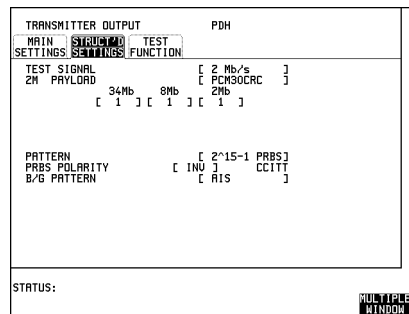 TRANSMITTER OUTPUT PDH
MAIN SETTINGS STRUCT'D SETTINGS TEST FUNCTION
TEST SIGNAL [ 2 Mb/s ]
2M PAYLOAD [ PCM30CRC ]
34Mb 8Mb 2Mb
[ 1 ] [ 1 ] [ 1 ]
PATTERN [ 2^15-1 PRBS]
PRBS POLARITY [ INV ] CCITT
B/G PATTERN [ AIS ]
STATUS:
MULTIPLE
WINDOW